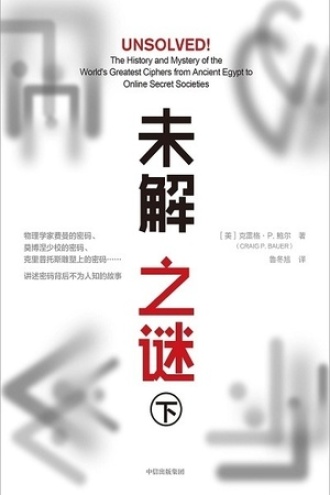 UNSOLVED!
The History and Mystery of the
World's Greatest Ciphers from Ancient Egypt to
Online Secret Societies
未解之谜
下
物理学家费曼的密码、
莫博涅少校的密码、
克里普托斯雕塑上的密码……
讲述密码背后不为人知的故事
[美] 克雷格·P. 鲍尔 著
(CRAIG P. BAUER)
鲁冬旭 译
中信出版集团